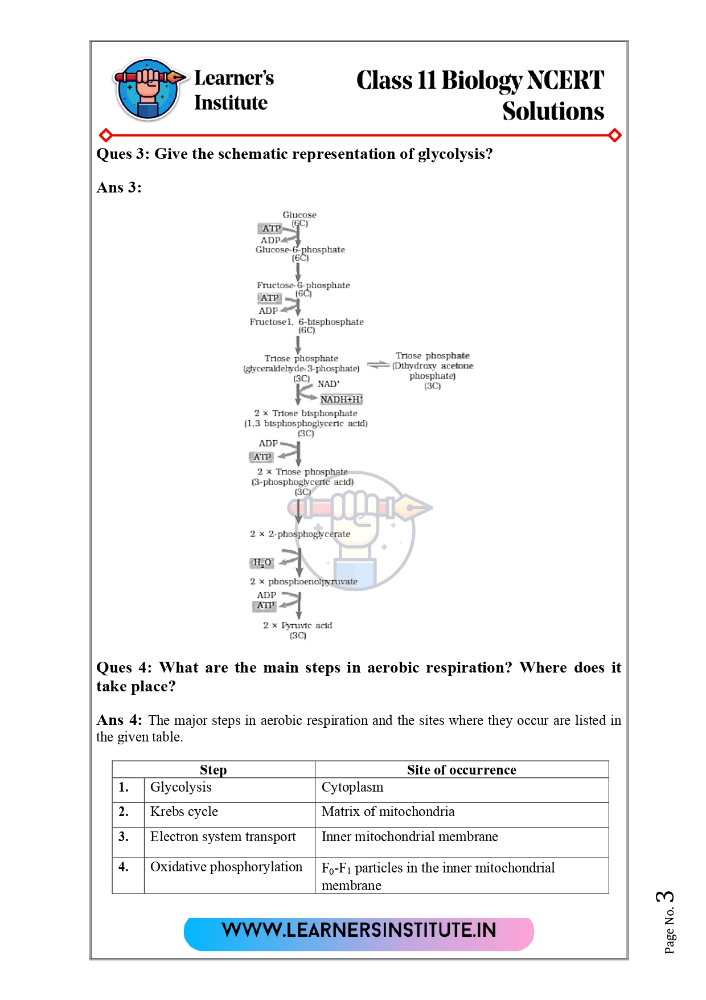 Learner's
Institute
Class 11 Biology NCERT
Solutions
Ques 3: Give the schematic representation of glycolysis?
Ans 3:
Glucose
(6C)
ATP
ADP
Glucose-6-phosphate
(6C)
Fructose-6-phosphate
(6C)
ATP
ADP
Fructose1, 6-bisphosphate
(6C)
Triose phosphate
(glyceraldehyde-3-phosphate)
(3C)
Triose phosphate
(Dihydroxy acetone
phosphate)
(3C)
NAD⁺
NADH+H⁺
2 × Triose bisphosphate
(1,3 bisphosphoglyceric acid)
(3C)
ADP
ATP
2 × Triose phosphate
(3-phosphoglyceric acid)
(3C)
2 × 2-phosphoglycerate
H₂O
2 × phosphoenolpyruvate
ADP
ATP
2 × Pyruvic acid
(3C)
Ques 4: What are the main steps in aerobic respiration? Where does it
take place?
Ans 4: The major steps in aerobic respiration and the sites where they occur are listed in
the given table.
Step Site of occurrence
1. Glycolysis Cytoplasm
2. Krebs cycle Matrix of mitochondria
3. Electron system transport Inner mitochondrial membrane
4. Oxidative phosphorylation F₀-F₁ particles in the inner mitochondrial
membrane
WWW.LEARNERSINSTITUTE.IN
Page No. 3